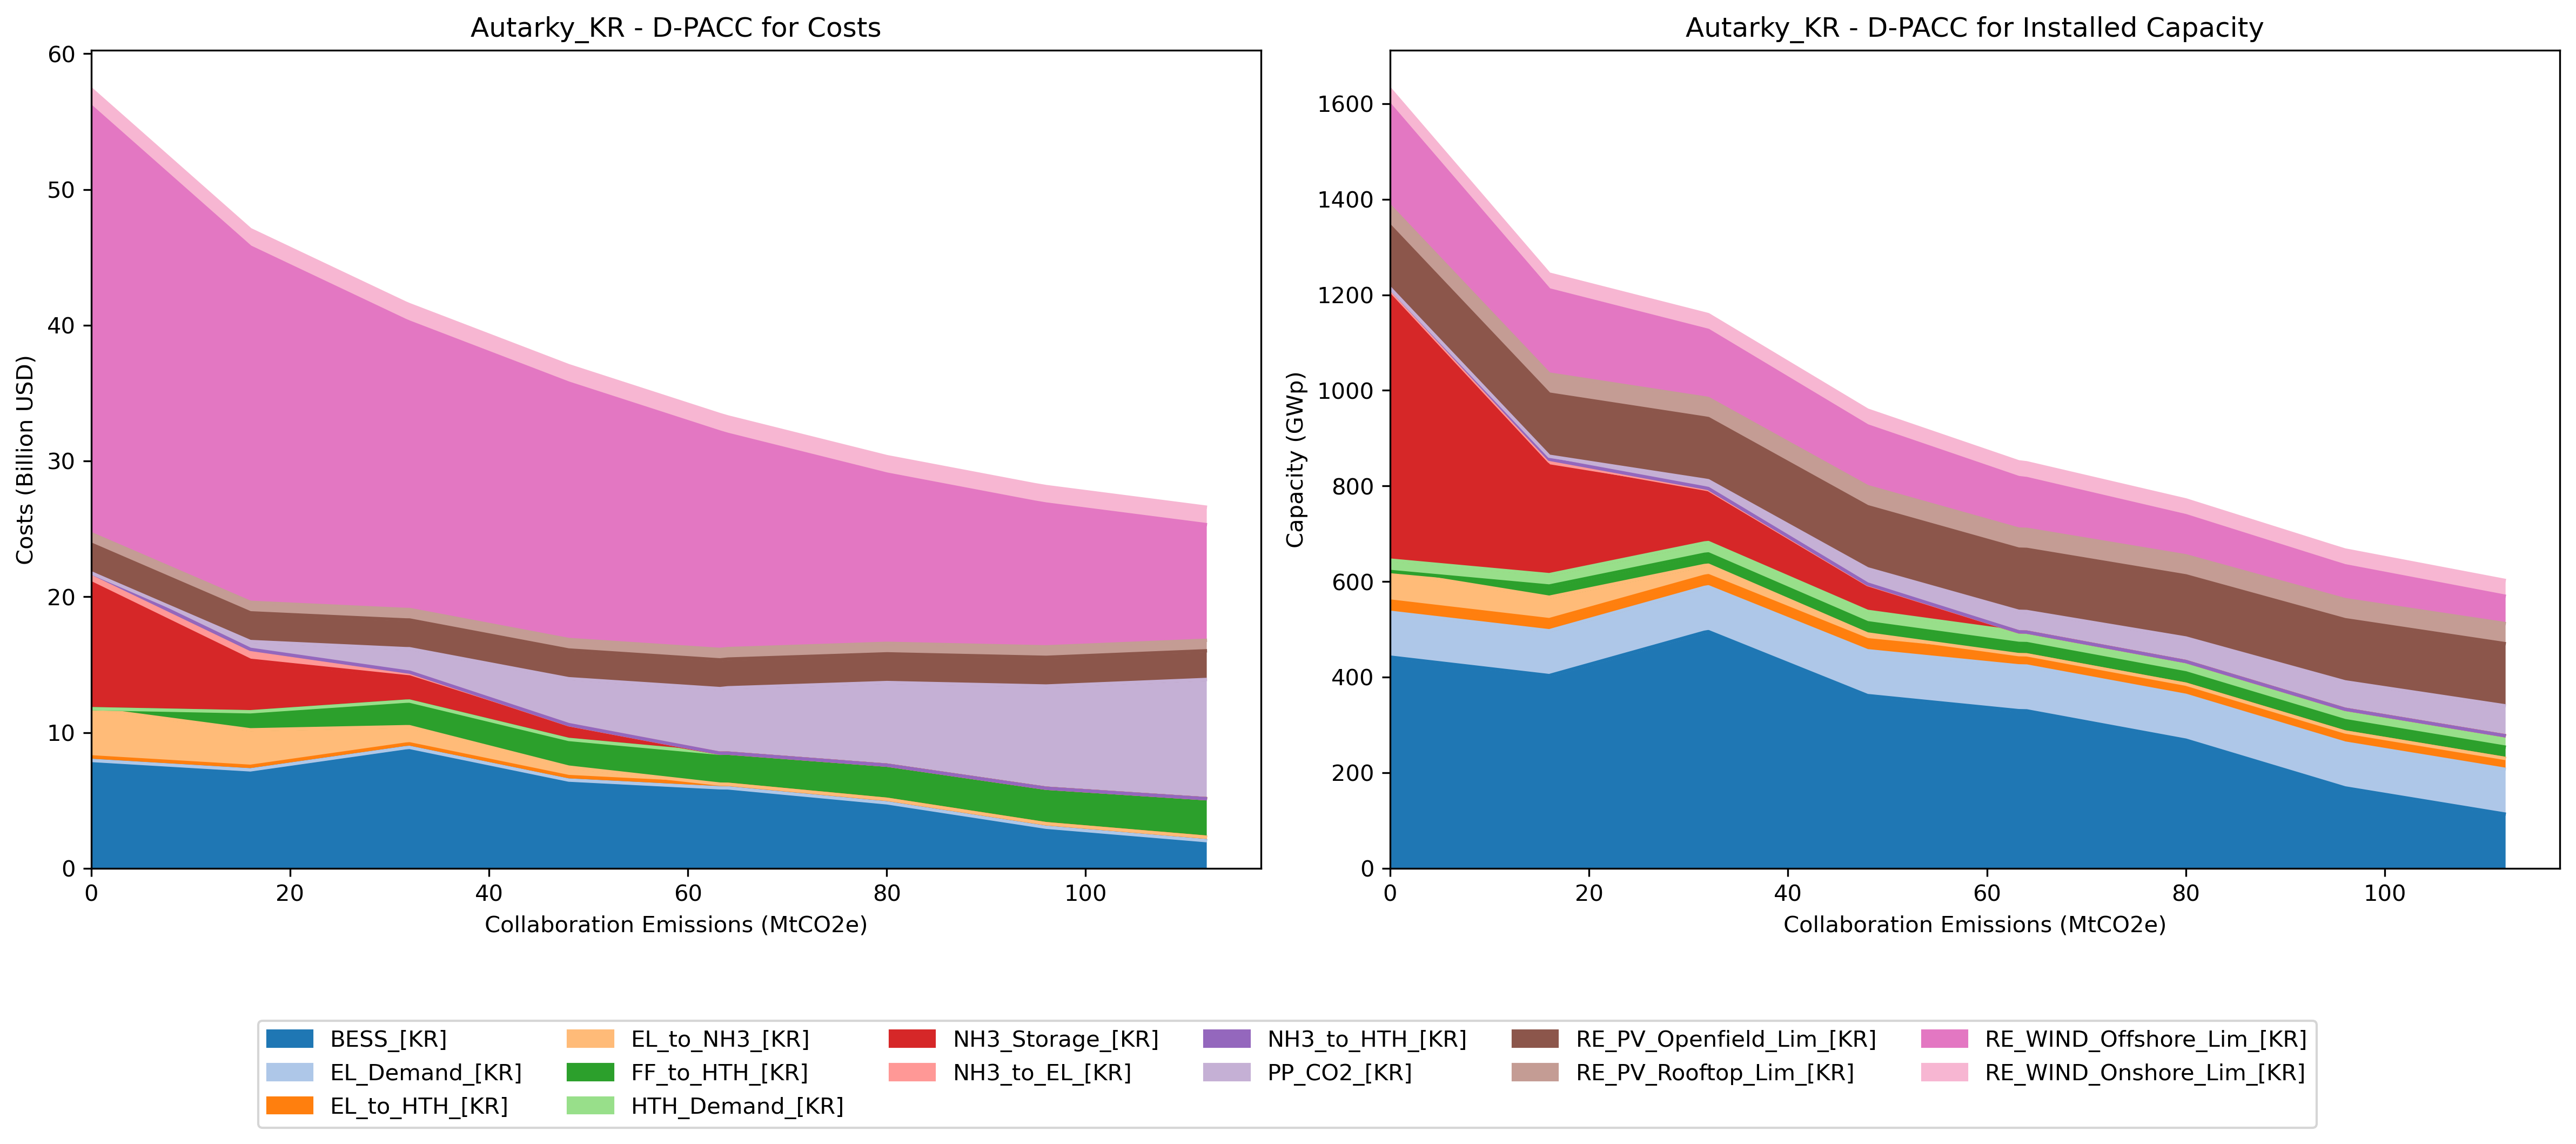 Autarky_KR - D-PACC for Costs
60
50
40
30
20
10
0
Costs (Billion USD)
0 20 40 60 80 100
Collaboration Emissions (MtCO2e)
Autarky_KR - D-PACC for Installed Capacity
1600
1400
1200
1000
800
600
400
200
0
Capacity (GWp)
0 20 40 60 80 100
Collaboration Emissions (MtCO2e)
BESS_[KR]
EL_Demand_[KR]
EL_to_HTH_[KR]
EL_to_NH3_[KR]
FF_to_HTH_[KR]
HTH_Demand_[KR]
NH3_Storage_[KR]
NH3_to_EL_[KR]
NH3_to_HTH_[KR]
PP_CO2_[KR]
RE_PV_Openfield_Lim_[KR]
RE_PV_Rooftop_Lim_[KR]
RE_WIND_Offshore_Lim_[KR]
RE_WIND_Onshore_Lim_[KR]